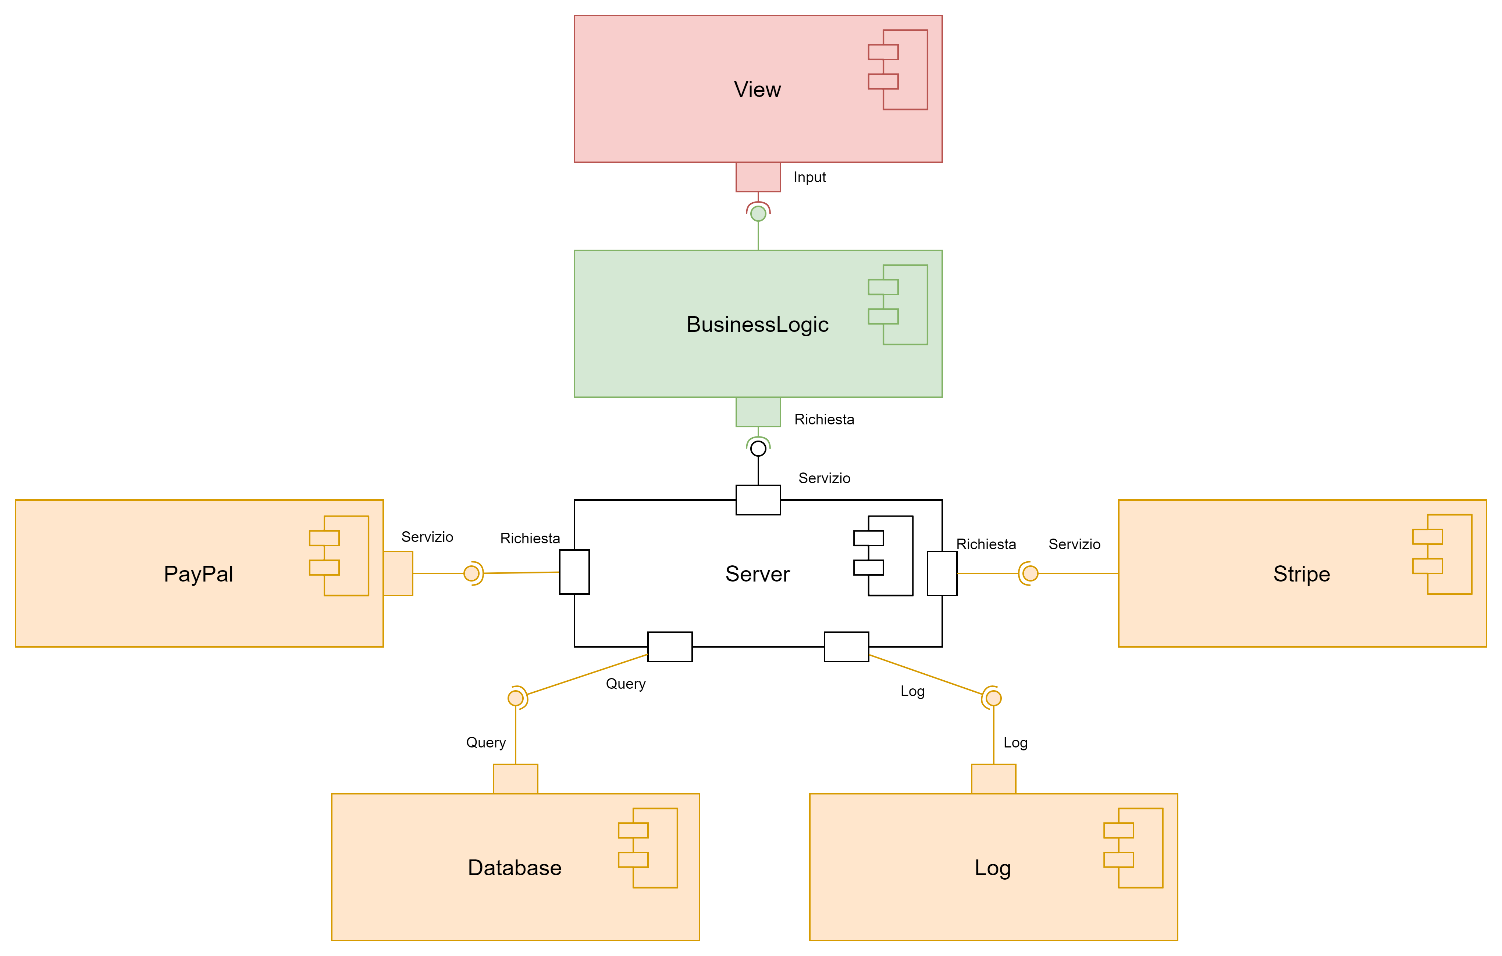 View
Input
BusinessLogic
Richiesta
Servizio
PayPal
Servizio
Richiesta
Server
Richiesta
Servizio
Stripe
Query
Log
Query
Log
Database
Log